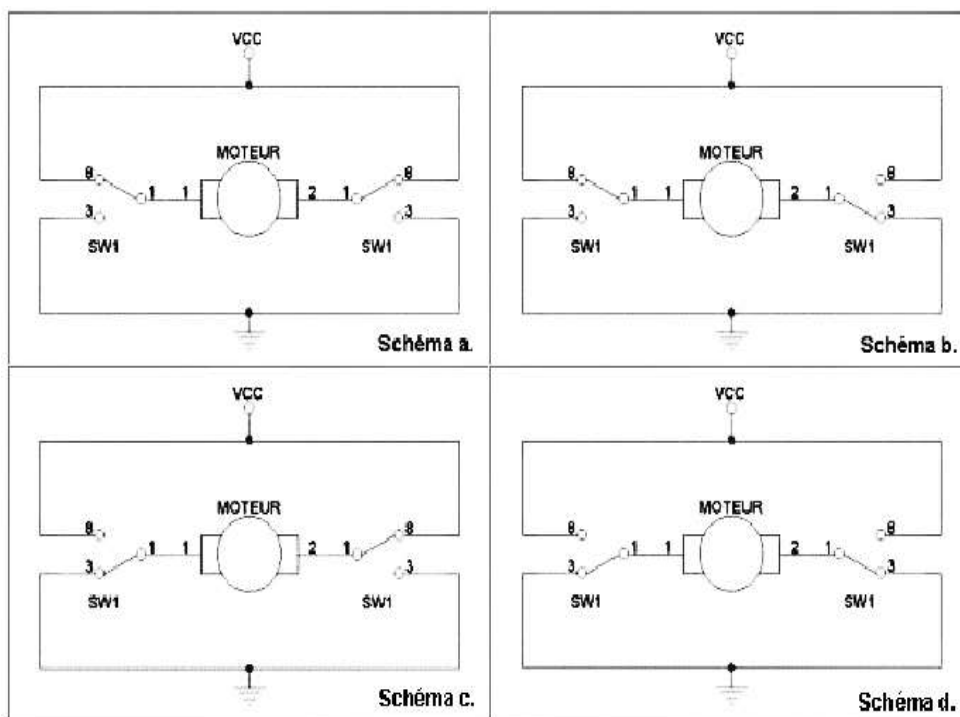 VCC
MOTEUR
8 8
1 1 2 1
3 3
SW1 SW1
Schéma a.
VCC
MOTEUR
8 8
1 1 2 1
3 3
SW1 SW1
Schéma b.
VCC
MOTEUR
8 8
1 1 2 1
3 3
SW1 SW1
Schéma c.
VCC
MOTEUR
8 8
1 1 2 1
3 3
SW1 SW1
Schéma d.